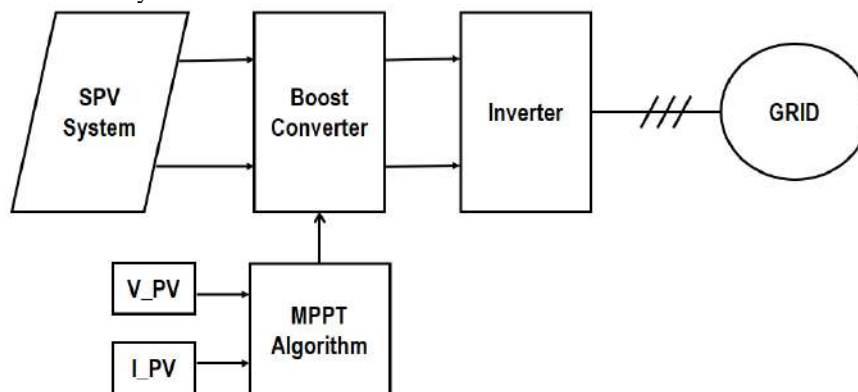 SPV
System
Boost
Converter
Inverter
GRID
V_PV
I_PV
MPPT
Algorithm